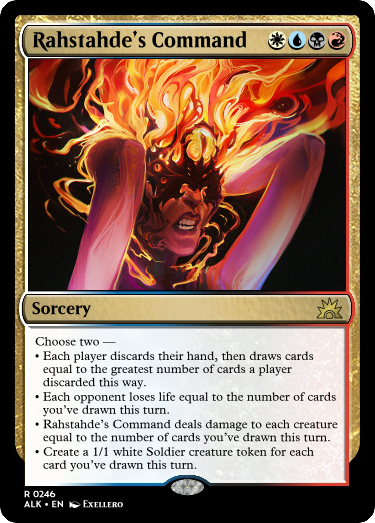 Rahstahde's Command
Sorcery
Choose two —
• Each player discards their hand, then draws cards
equal to the greatest number of cards a player
discarded this way.
• Each opponent loses life equal to the number of cards
you've drawn this turn.
• Rahstahde's Command deals damage to each creature
equal to the number of cards you've drawn this turn.
• Create a 1/1 white Soldier creature token for
each card you've drawn this turn.
R 0246
ALK • EN Exellero